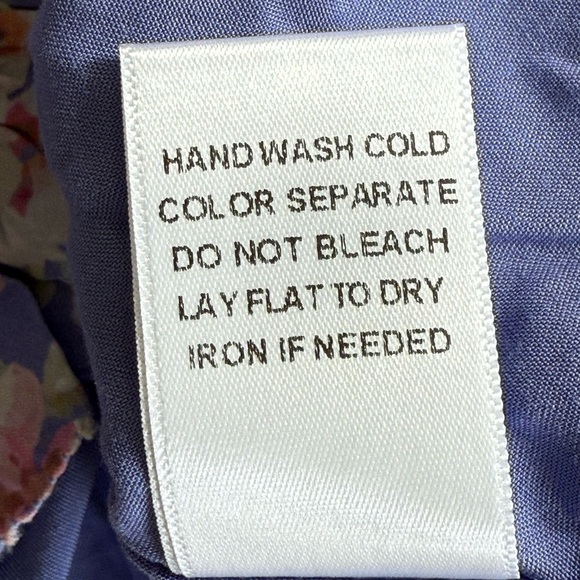 HAND WASH COLD
COLOR SEPARATE
DO NOT BLEACH
LAY FLAT TO DRY
IRON IF NEEDED